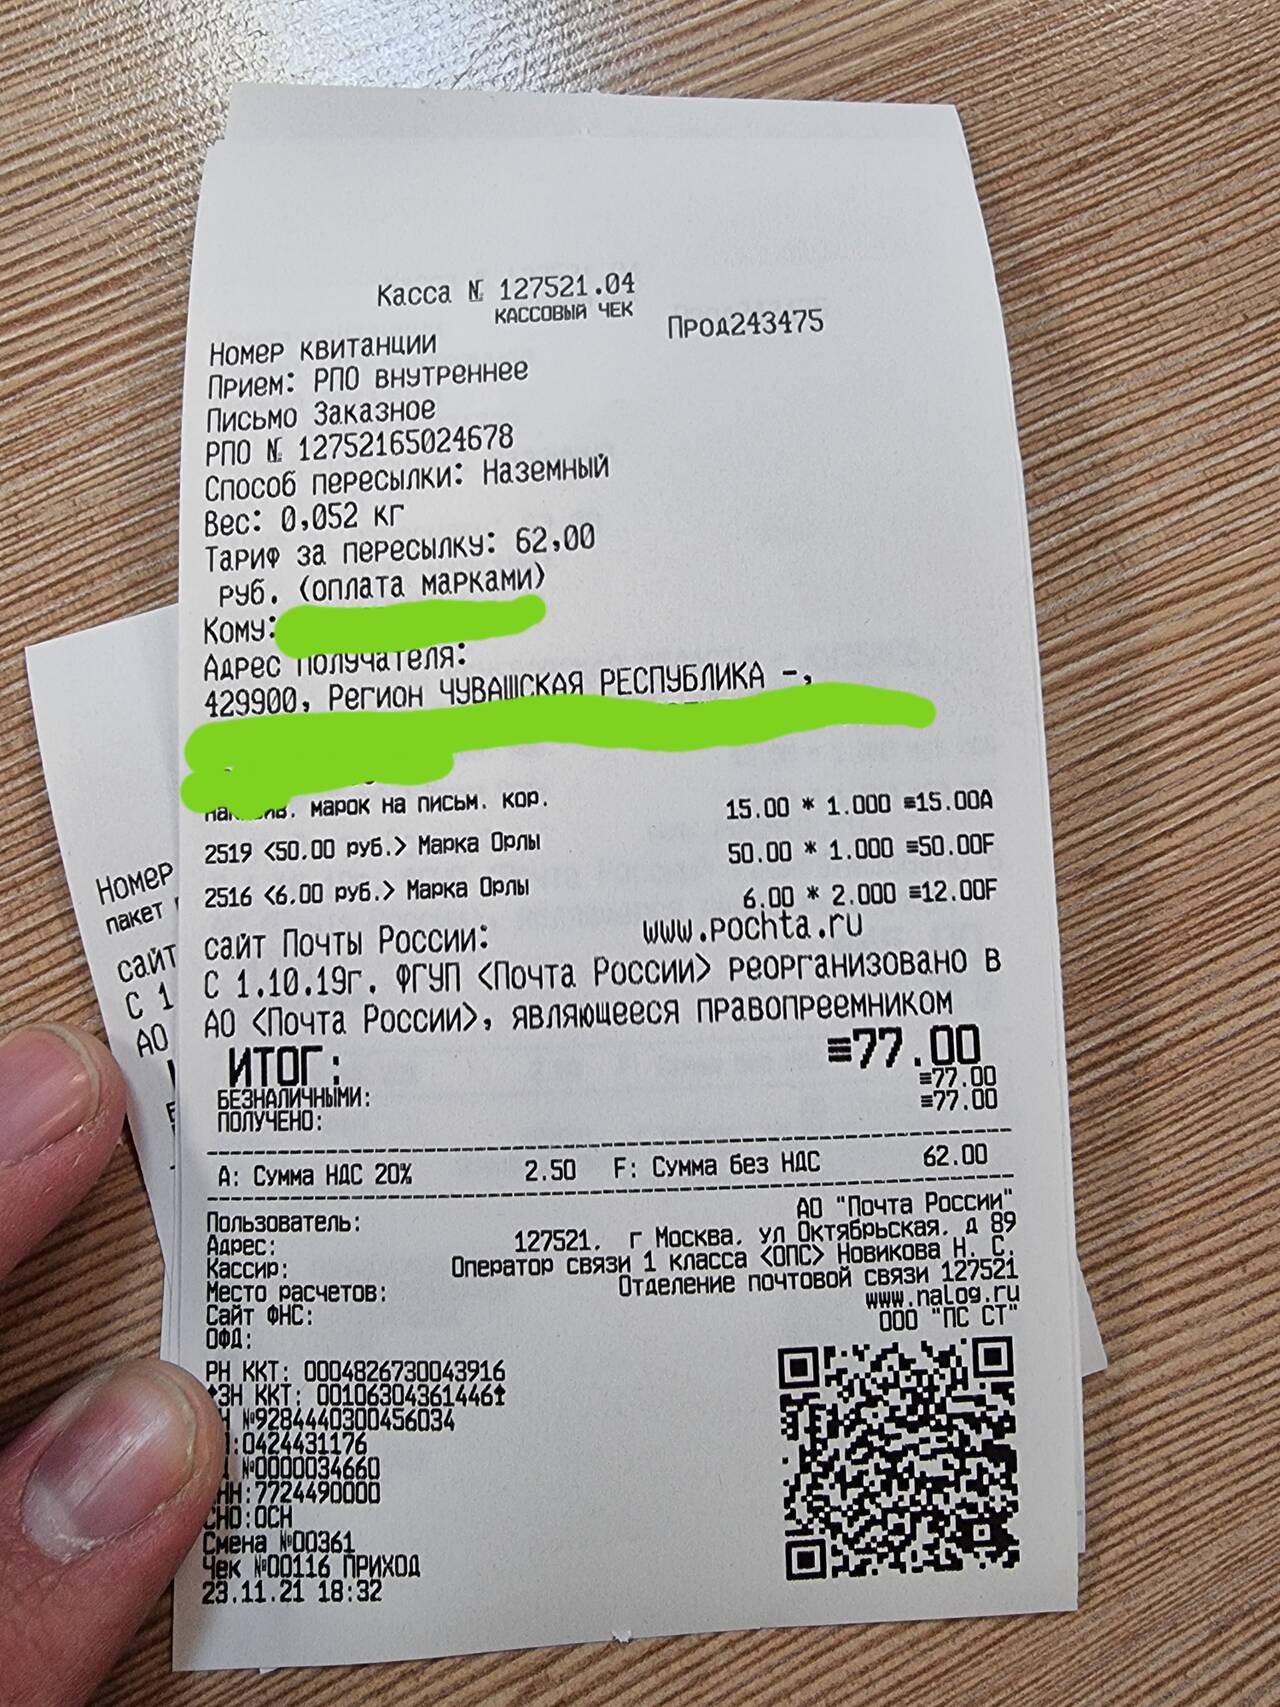 Касса № 127521.04
КАССОВЫЙ ЧЕК
Прод243475
Номер квитанции
Прием: РПО внутреннее
Письмо Заказное
РПО № 12752165024678
Способ пересылки: Наземный
Вес: 0,052 кг
Тариф за пересылку: 62,00
руб. (оплата марками)
Кому:
Адрес Получателя:
429900, Регион ЧУВАШСКАЯ РЕСПУБЛИКА -,
марок на письм. кор. 15.00 * 1.000 ≡15.00A
2519 <50.00 руб.> Марка Орлы 50.00 * 1.000 ≡50.00F
2516 <6.00 руб.> Марка Орлы 6.00 * 2.000 ≡12.00F
сайт Почты России: www.pochta.ru
С 1.10.19г. ФГУП <Почта России> реорганизовано в
АО <Почта России>, являющееся правопреемником
ИТОГ: ≡77.00
БЕЗНАЛИЧНЫМИ: ≡77.00
ПОЛУЧЕНО: ≡77.00
А: Сумма НДС 20% 2.50 F: Сумма без НДС 62.00
Пользователь: АО "Почта России"
Адрес: 127521, г Москва, ул Октябрьская, д 89
Кассир: Оператор связи 1 класса <ОПС> Новикова Н. С.
Место расчетов: Отделение почтовой связи 127521
Сайт ФНС: www.nalog.ru
ОФД: ООО "ПС СТ"
РН ККТ: 0004826730043916
ЗН ККТ: 00106304361446
№9284440300456034
:0424431176
№0000034660
ИНН:7724490000
СНО:ОСН
Смена №00361
Чек №00116 ПРИХОД
23.11.21 18:32
Номер
пакет
сайт
С 1
АО